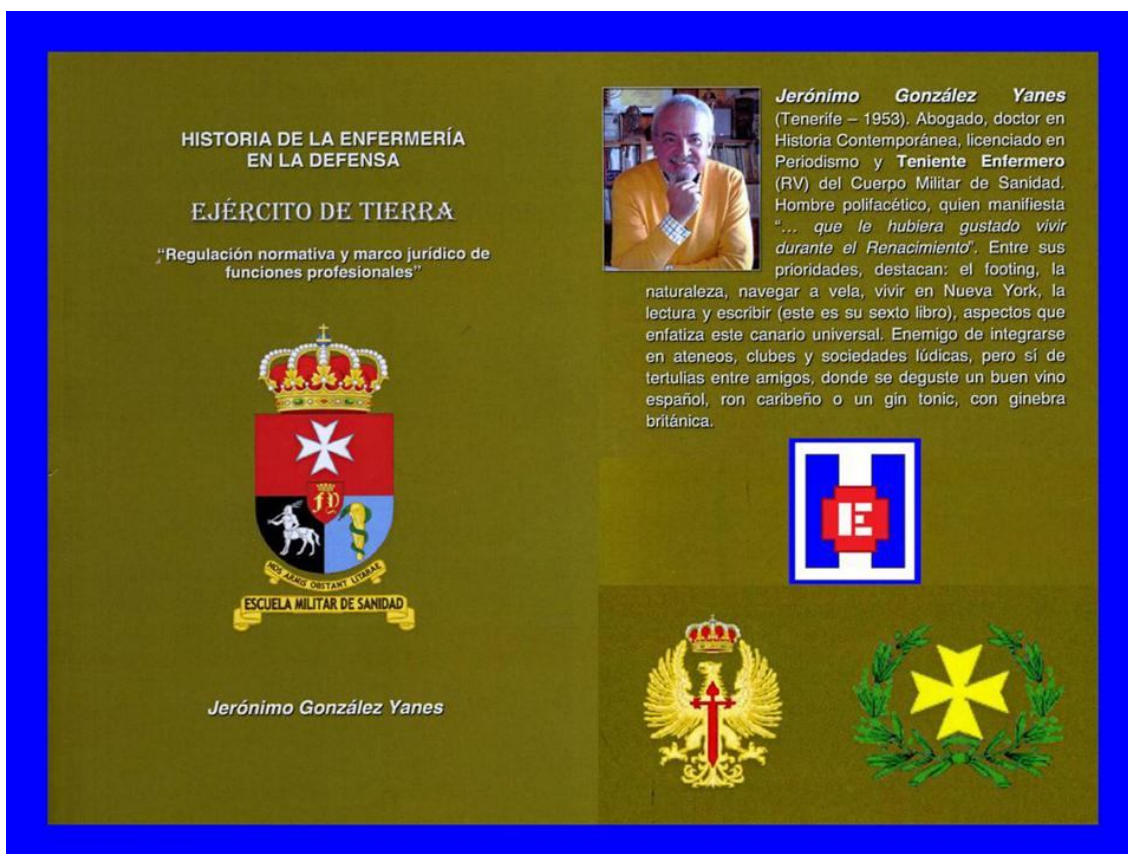 HISTORIA DE LA ENFERMERÍA
EN LA DEFENSA
EJÉRCITO DE TIERRA
“Regulación normativa y marco jurídico de
funciones profesionales”
ESCUELA MILITAR DE SANIDAD
Jerónimo González Yanes
Jerónimo González Yanes
(Tenerife – 1953). Abogado, doctor en
Historia Contemporánea, licenciado en
Periodismo y Teniente Enfermero
(RV) del Cuerpo Militar de Sanidad.
Hombre polifacético, quien manifiesta
“... que le hubiera gustado vivir
durante el Renacimiento”. Entre sus
prioridades, destacan: el footing, la
naturaleza, navegar a vela, vivir en Nueva York, la
lectura y escribir (este es su sexto libro), aspectos que
enfatiza este canario universal. Enemigo de integrarse
en ateneos, clubes y sociedades lúdicas, pero sí de
tertulias entre amigos, donde se deguste un buen vino
español, ron caribeño o un gin tonic, con ginebra
británica.
E